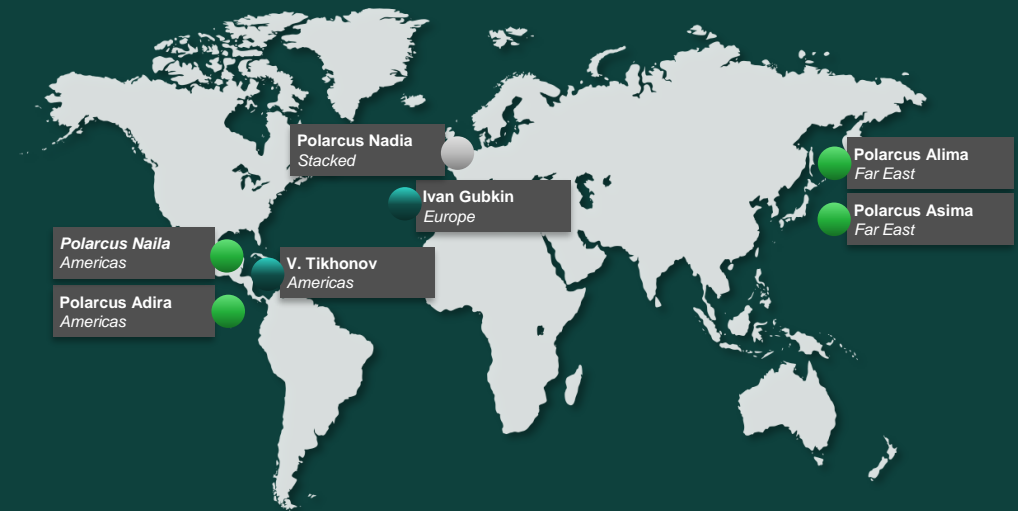 Polarcus Nadia
Stacked
Polarcus Alima
Far East
Ivan Gubkin
Europe
Polarcus Asima
Far East
Polarcus Naila
Americas
V. Tikhonov
Americas
Polarcus Adira
Americas